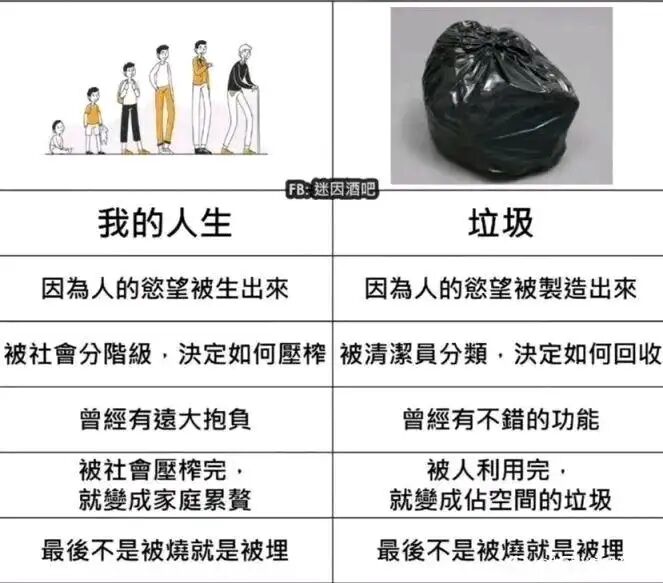 FB: 迷因酒吧
我的人生
垃圾
因為人的慾望被生出來
因為人的慾望被製造出來
被社會分階級，決定如何壓榨
被清潔員分類，決定如何回收
曾經有遠大抱負
曾經有不錯的功能
被社會壓榨完，
就變成家庭累贅
被人利用完，
就變成佔空間的垃圾
最後不是被燒就是被埋
最後不是被燒就是被埋